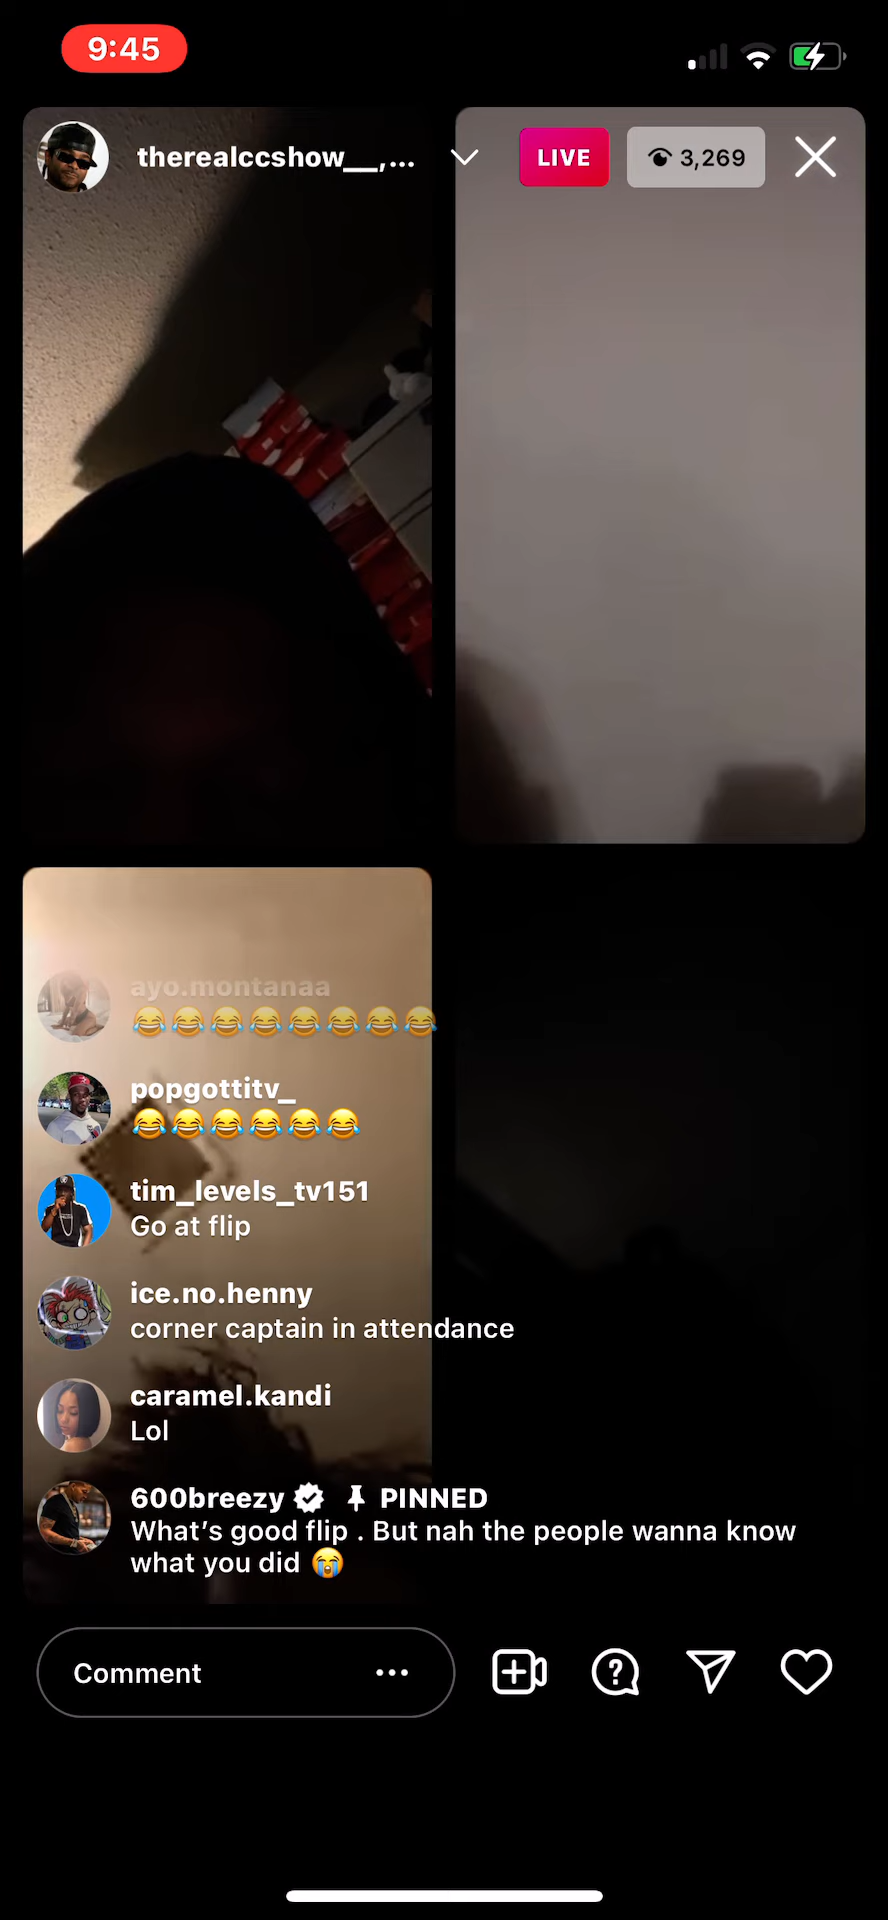 9:45
therealccshow__,...
LIVE
3,269
ayo.montanaa
😂😂😂😂😂😂😂😂
popgottitv_
😂😂😂😂😂😂
tim_levels_tv151
Go at flip
ice.no.henny
corner captain in attendance
caramel.kandi
Lol
600breezy PINNED
What’s good flip . But nah the people wanna know
what you did 😭
Comment